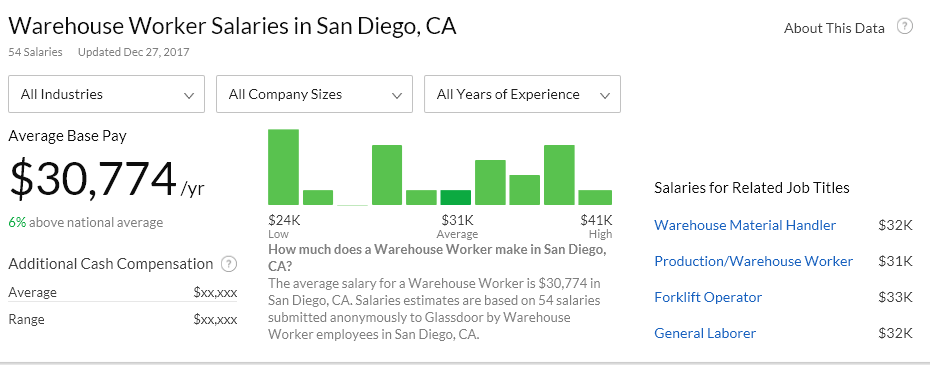 Warehouse Worker Salaries in San Diego, CA
About This Data ?
54 Salaries Updated Dec 27, 2017
All Industries
All Company Sizes
All Years of Experience
Average Base Pay
$30,774 /yr
6% above national average
Additional Cash Compensation ?
Average $xx,xxx
Range $xx,xxx
$24K $31K $41K
Low Average High
How much does a Warehouse Worker make in San Diego,
CA?
The average salary for a Warehouse Worker is $30,774 in
San Diego, CA. Salaries estimates are based on 54 salaries
submitted anonymously to Glassdoor by Warehouse
Worker employees in San Diego, CA.
Salaries for Related Job Titles
Warehouse Material Handler $32K
Production/Warehouse Worker $31K
Forklift Operator $33K
General Laborer $32K